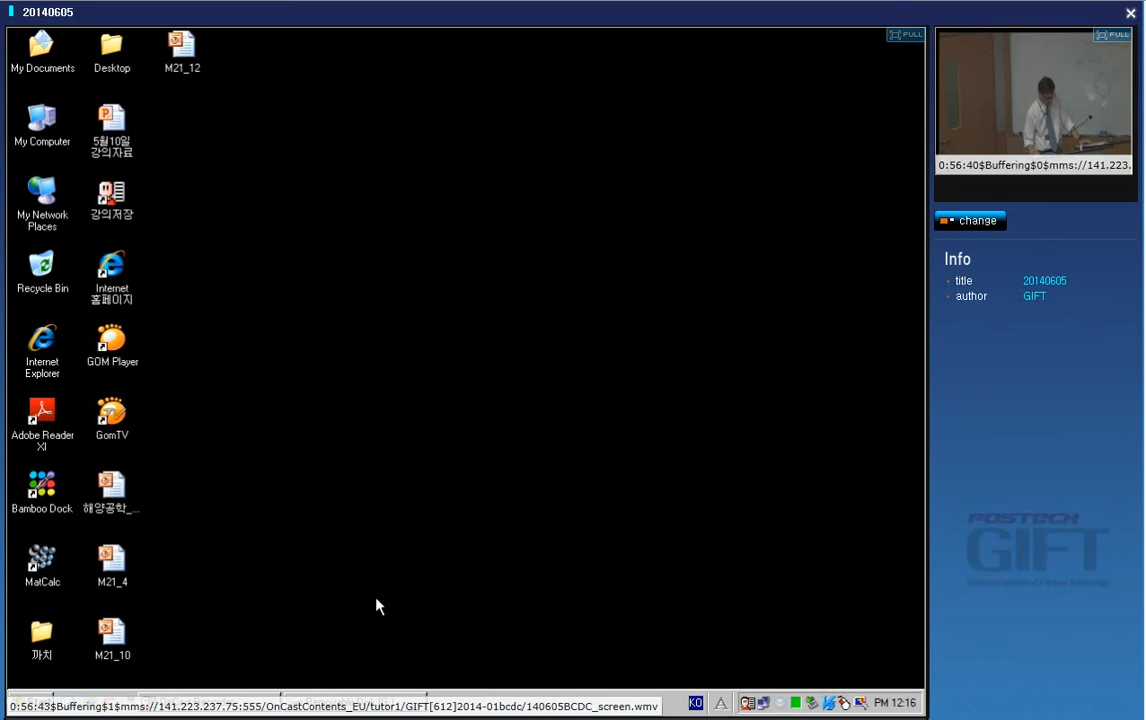 20140605
FULL
My Documents
Desktop
M21_12
My Computer
5월10일
강의자료
My Network
Places
강의저장
Recycle Bin
Internet
홈페이지
Internet
Explorer
GOM Player
Adobe Reader
XI
GomTV
Bamboo Dock
해양공학_...
MatCalc
M21_4
까치
M21_10
0:56:43$Buffering$1$mms://141.223.237.75:555/OnCastContents_EU/tutor1/GIFT[612]2014-01bcdc/140605BCDC_screen.wmv
KO
A
PM 12:16
FULL
0:56:40$Buffering$0$mms://141.223.
change
Info
title 20140605
author GIFT
POSTECH
GIFT